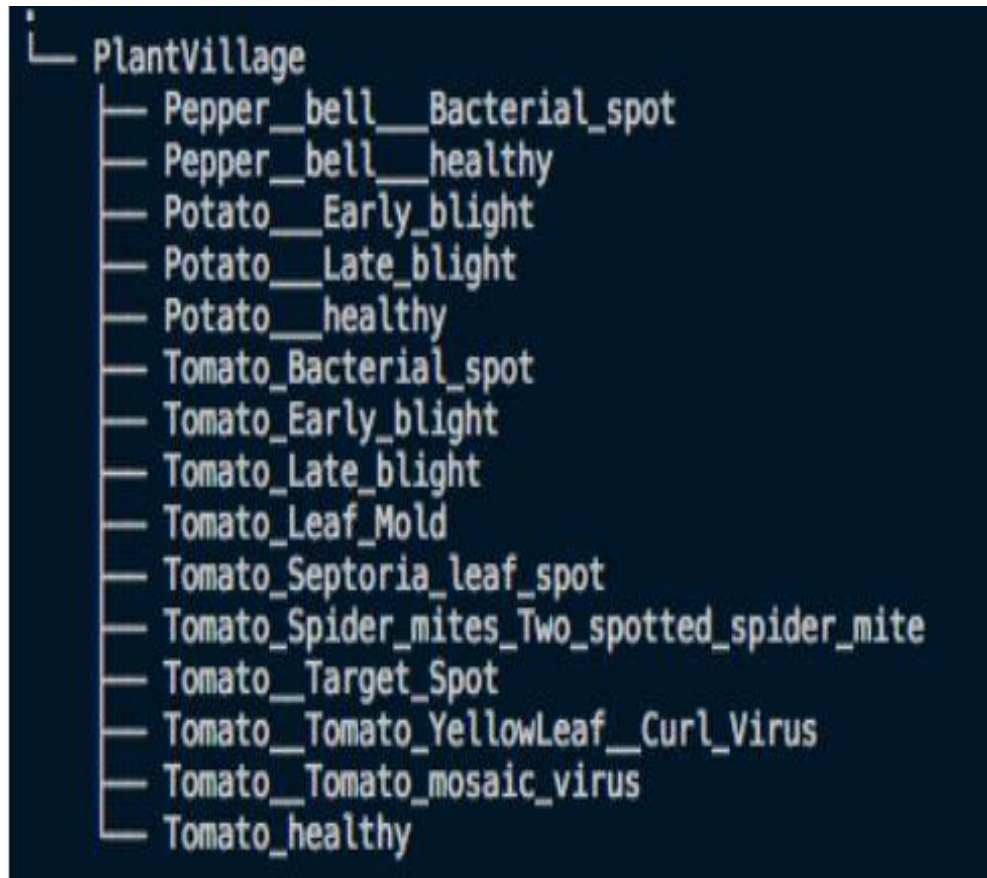 .
└── PlantVillage
├── Pepper__bell___Bacterial_spot
├── Pepper__bell___healthy
├── Potato___Early_blight
├── Potato___Late_blight
├── Potato___healthy
├── Tomato_Bacterial_spot
├── Tomato_Early_blight
├── Tomato_Late_blight
├── Tomato_Leaf_Mold
├── Tomato_Septoria_leaf_spot
├── Tomato_Spider_mites_Two_spotted_spider_mite
├── Tomato__Target_Spot
├── Tomato__Tomato_YellowLeaf__Curl_Virus
├── Tomato__Tomato_mosaic_virus
└── Tomato_healthy